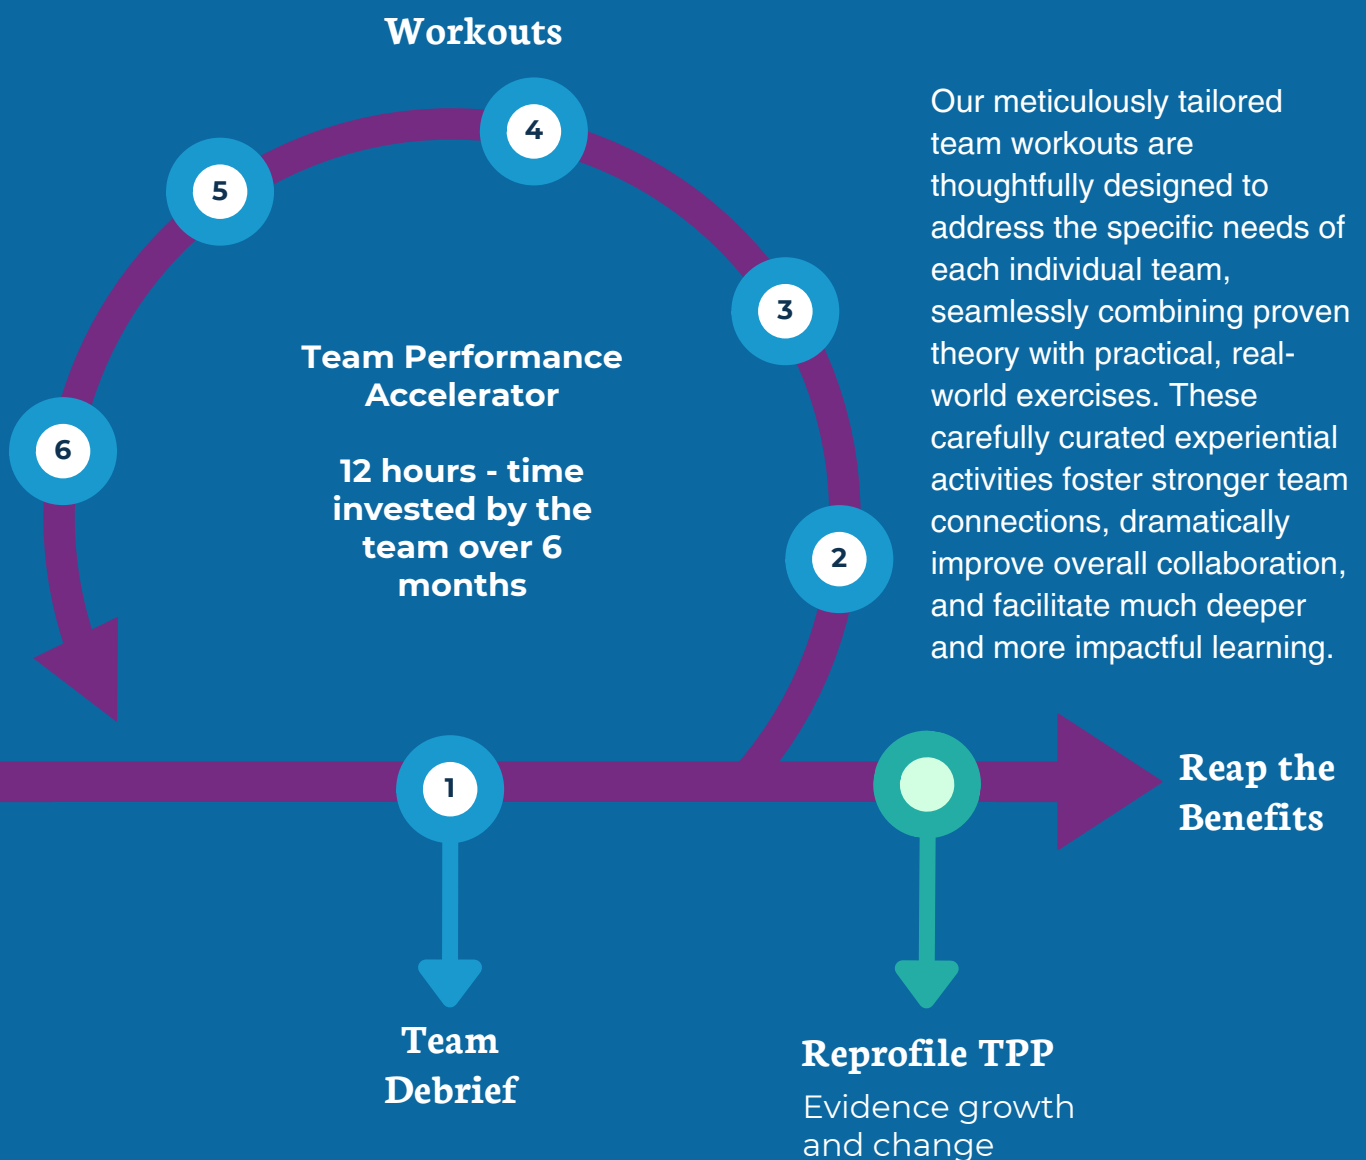 Workouts
4
5
3
6
2
Team Performance
Accelerator
12 hours - time
invested by the
team over 6
months
Our meticulously tailored
team workouts are
thoughtfully designed to
address the specific needs of
each individual team,
seamlessly combining proven
theory with practical, real-
world exercises. These
carefully curated experiential
activities foster stronger team
connections, dramatically
improve overall collaboration,
and facilitate much deeper
and more impactful learning.
1
Reap the
Benefits
Team
Debrief
Reprofile TPP
Evidence growth
and change